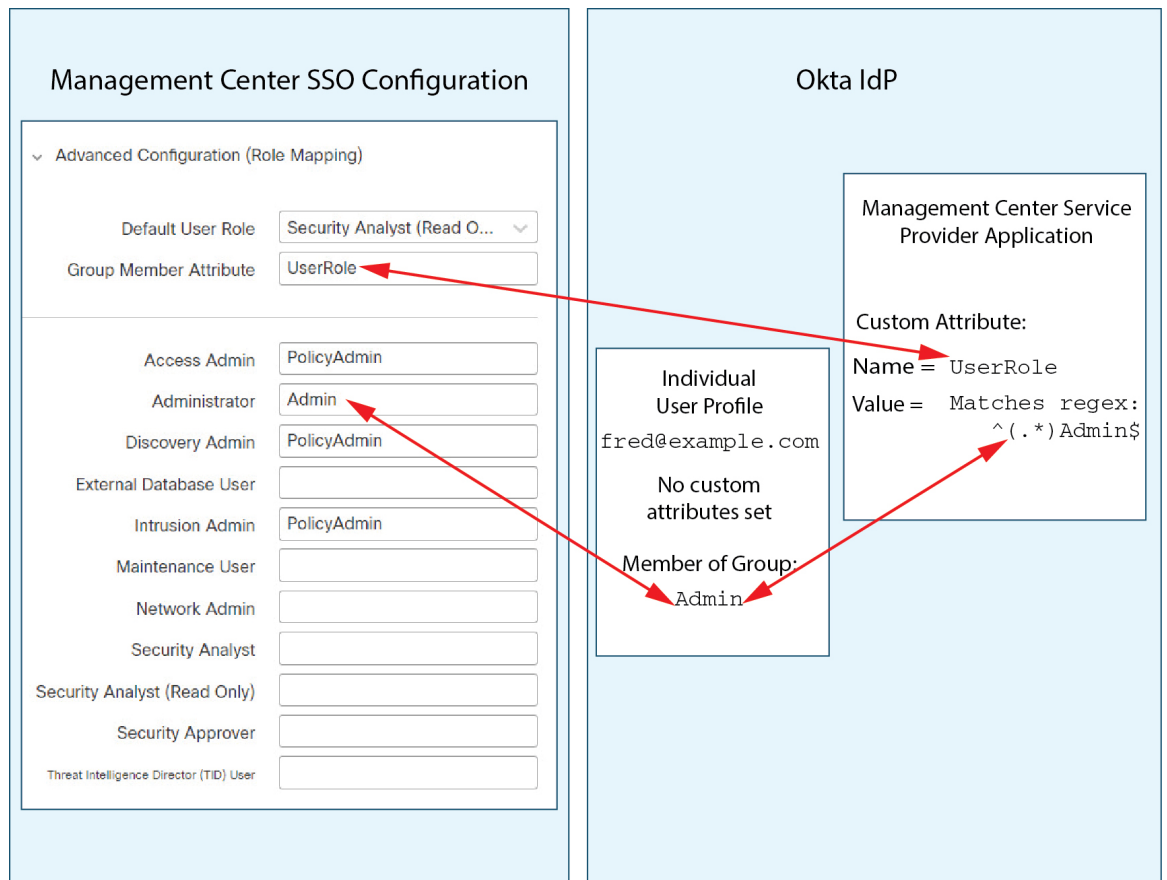 Management Center SSO Configuration
Advanced Configuration (Role Mapping)
Default User Role Security Analyst (Read O...
Group Member Attribute UserRole
Access Admin PolicyAdmin
Administrator Admin
Discovery Admin PolicyAdmin
External Database User
Intrusion Admin PolicyAdmin
Maintenance User
Network Admin
Security Analyst
Security Analyst (Read Only)
Security Approver
Threat Intelligence Director (TID) User
Okta IdP
Individual
User Profile
fred@example.com
No custom
attributes set
Member of Group:
Admin
Management Center Service
Provider Application
Custom Attribute:
Name = UserRole
Value = Matches regex:
^(.*)Admin$